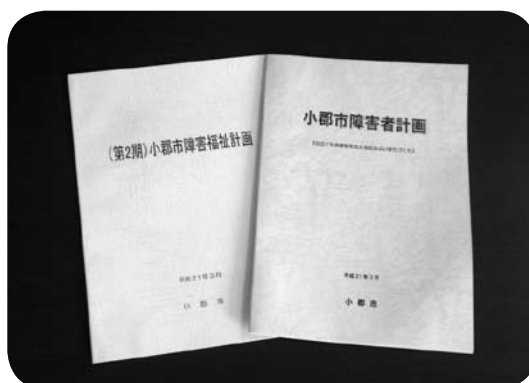 (第2期)小郡市障害福祉計画
平成21年3月
小郡市
小郡市障害者計画
平成21年3月
小郡市